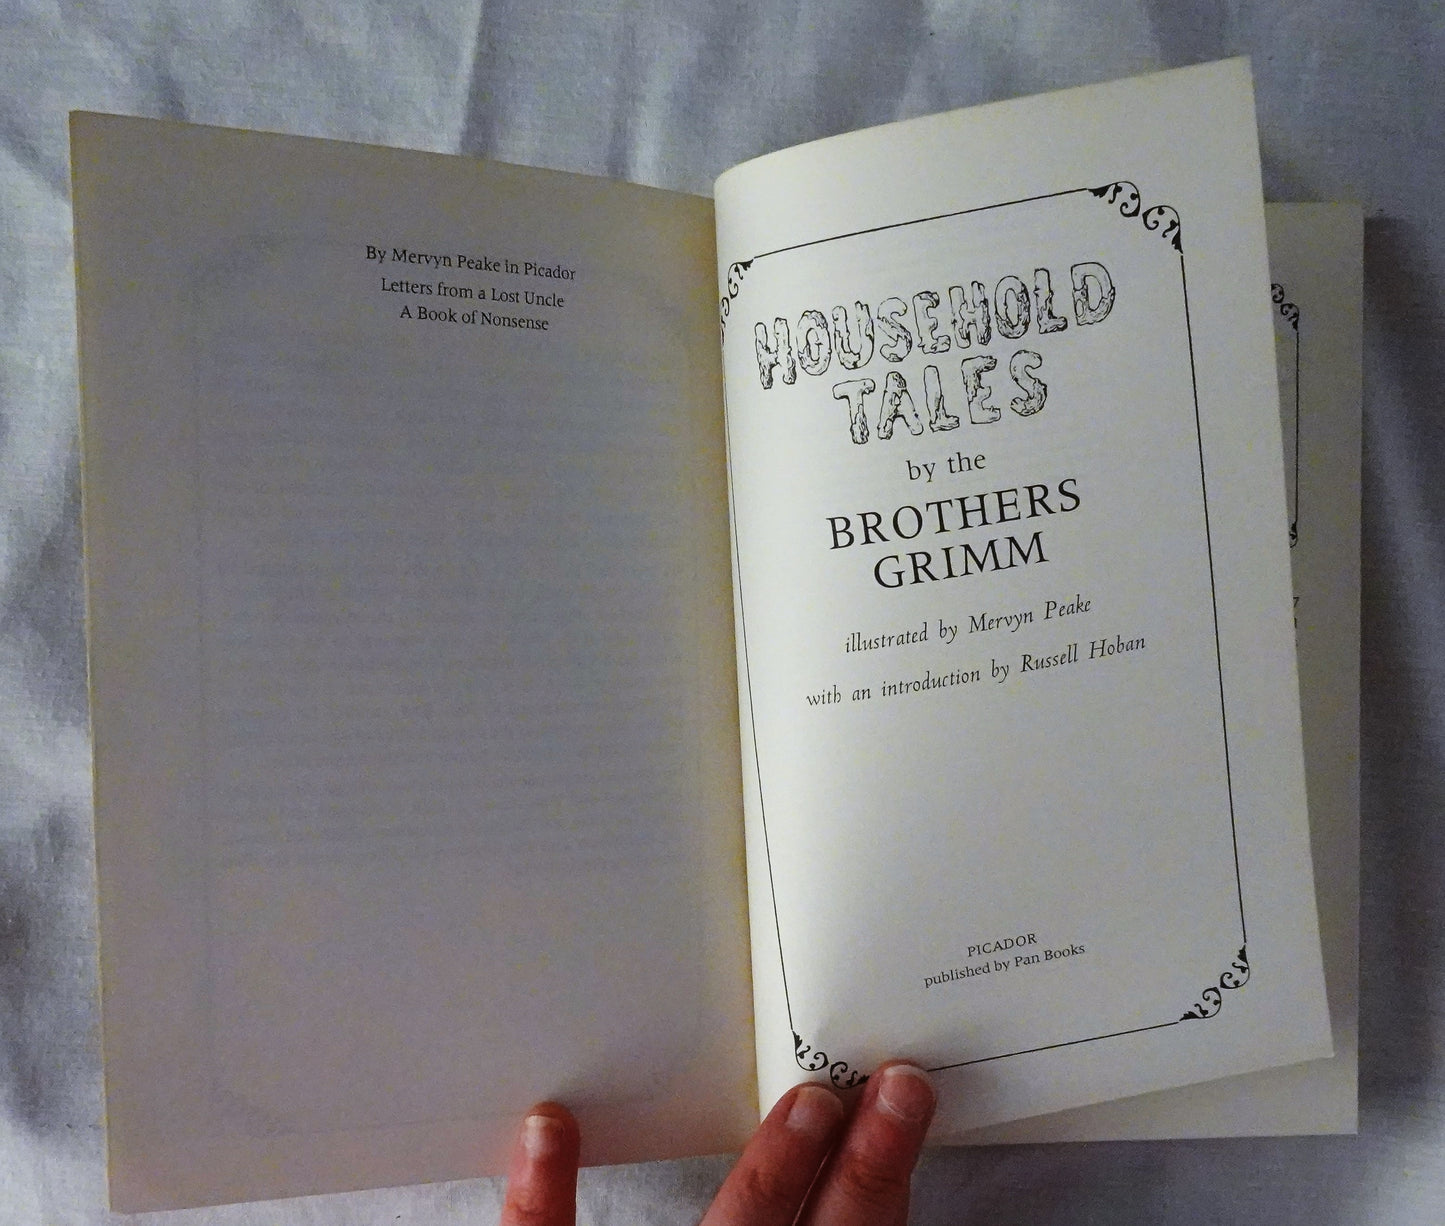 By Mervyn Peake in Picador
Letters from a Lost Uncle
A Book of Nonsense
HOUSEHOLD
TALES
by the
BROTHERS
GRIMM
illustrated by Mervyn Peake
with an introduction by Russell Hoban
PICADOR
published by Pan Books